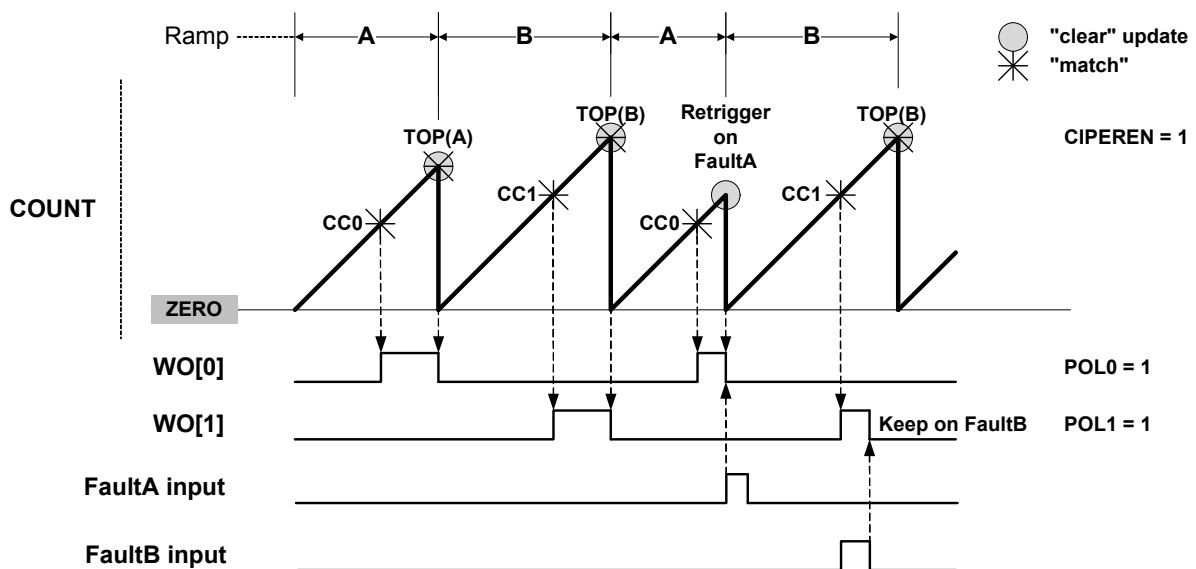 Ramp
A
B
A
B
"clear" update
"match"
TOP(A)
TOP(B)
Retrigger
on
FaultA
TOP(B)
CIPEREN = 1
COUNT
CC0
CC1
CC0
CC1
ZERO
WO[0]
POL0 = 1
WO[1]
Keep on FaultB
POL1 = 1
FaultA input
FaultB input